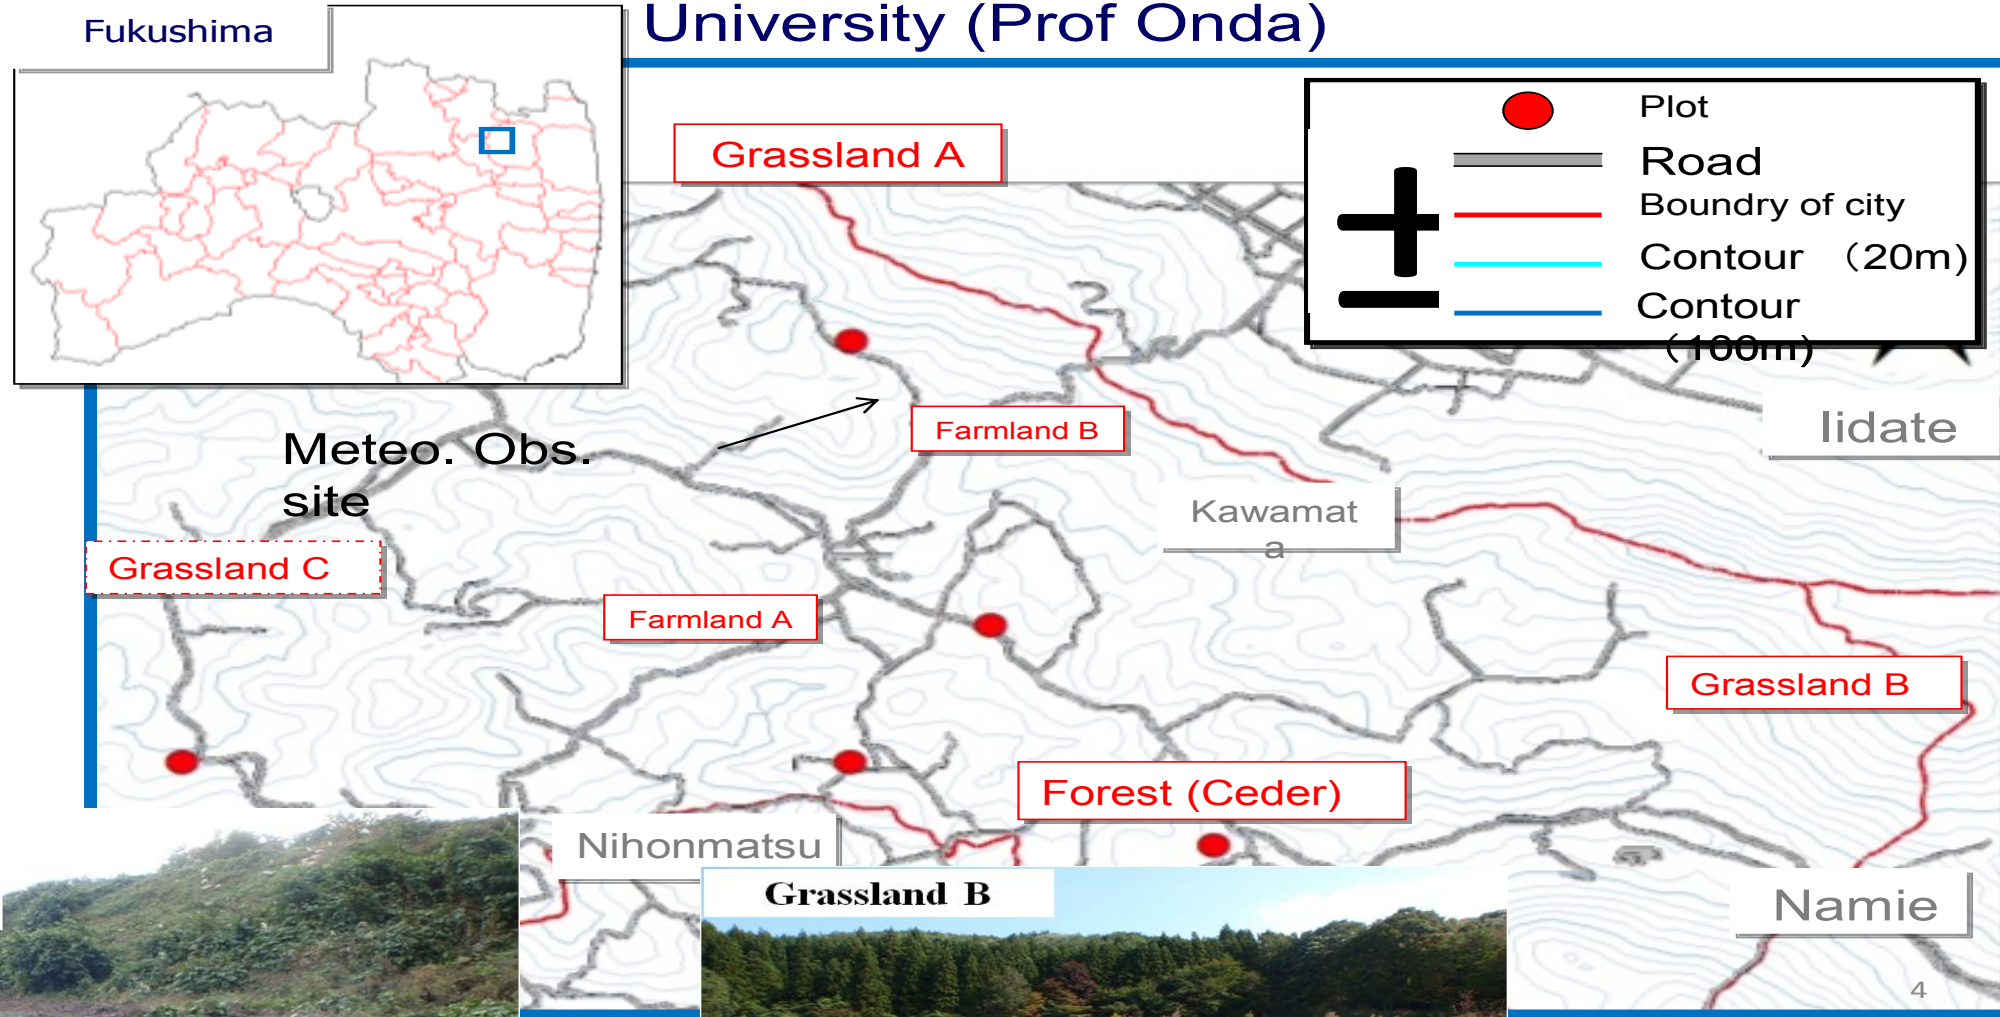 University (Prof Onda)
Fukushima
Plot
Road
Boundry of city
Contour （20m)
Contour
（100m)
Grassland A
Iidate
Farmland B
Meteo. Obs.
site
Kawamat
a
Grassland C
Farmland A
Grassland B
Forest (Ceder)
Nihonmatsu
Grassland B
Namie
4